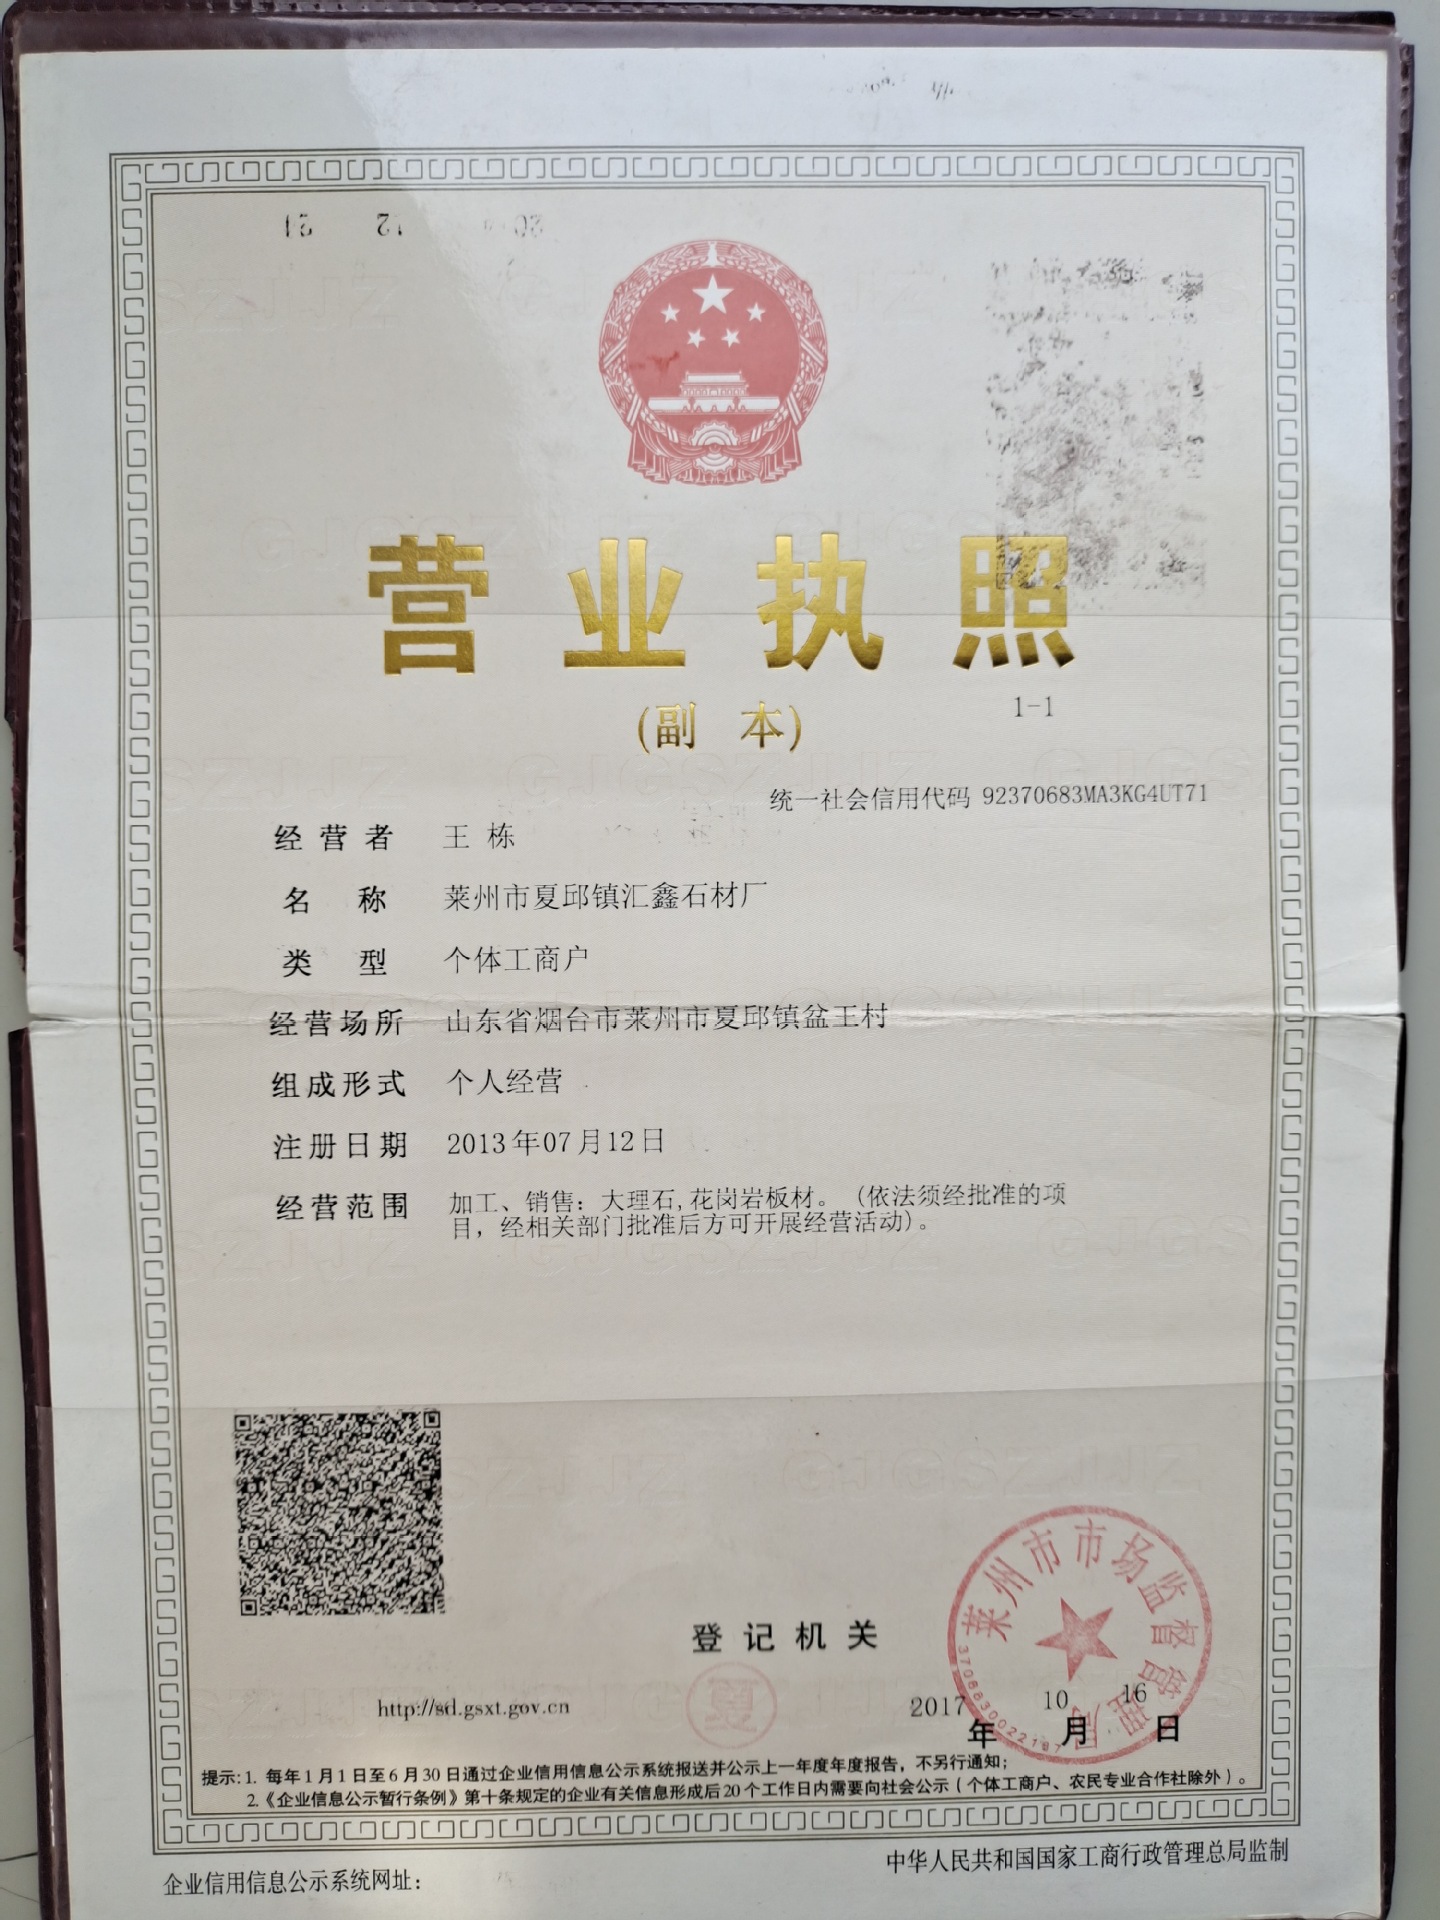 营业执照
(副 本)
1-1
统一社会信用代码 92370683MA3KG4UT71
经营者 王栋
名称 莱州市夏邱镇汇鑫石材厂
类型 个体工商户
经营场所 山东省烟台市莱州市夏邱镇盆王村
组成形式 个人经营
注册日期 2013年07月12日
经营范围 加工、销售：大理石,花岗岩板材。（依法须经批准的项
目，经相关部门批准后方可开展经营活动）。
莱州市市场监督管理局
3706830022187
登记机关
http://sd.gsxt.gov.cn
2017年10月16日
提示：1. 每年1月1日至6月30日通过企业信用信息公示系统报送并公示上一年度年度报告，不另行通知；
2.《企业信息公示暂行条例》第十条规定的企业有关信息形成后20个工作日内需要向社会公示（个体工商户、农民专业合作社除外）。
企业信用信息公示系统网址：
中华人民共和国国家工商行政管理总局监制